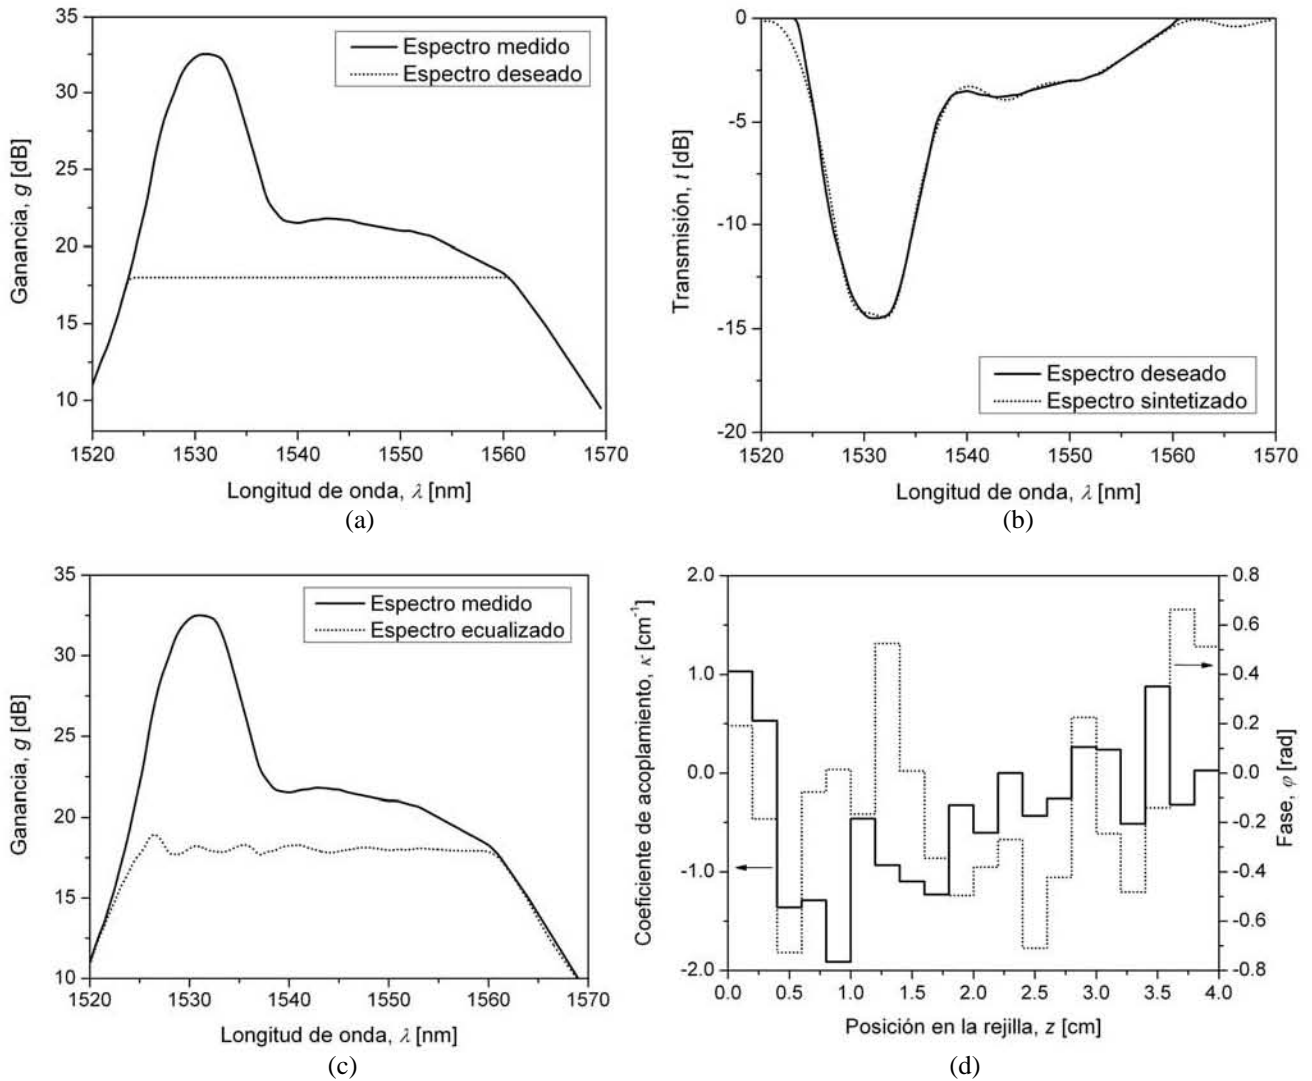 35
30
25
20
15
10
Ganancia, g [dB]
Espectro medido
Espectro deseado
1520 1530 1540 1550 1560 1570
Longitud de onda, λ [nm]
(a)
0
-5
-10
-15
-20
Transmisión, t [dB]
Espectro deseado
Espectro sintetizado
1520 1530 1540 1550 1560 1570
Longitud de onda, λ [nm]
(b)
35
30
25
20
15
10
Ganancia, g [dB]
Espectro medido
Espectro ecualizado
1520 1530 1540 1550 1560 1570
Longitud de onda, λ [nm]
(c)
2.0
1.0
0.0
-1.0
-2.0
Coeficiente de acoplamiento, κ [cm⁻¹]
0.8
0.6
0.4
0.2
0.0
-0.2
-0.4
-0.6
-0.8
Fase, φ [rad]
0.0 0.5 1.0 1.5 2.0 2.5 3.0 3.5 4.0
Posición en la rejilla, z [cm]
(d)